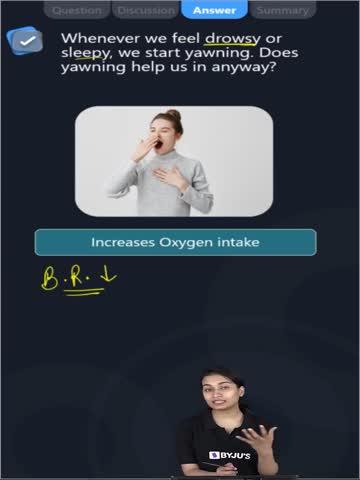 Question Discussion Answer Summary
Whenever we feel drowsy or
sleepy, we start yawning. Does
yawning help us in anyway?
Increases Oxygen intake
B.R. ↓
BYJU'S